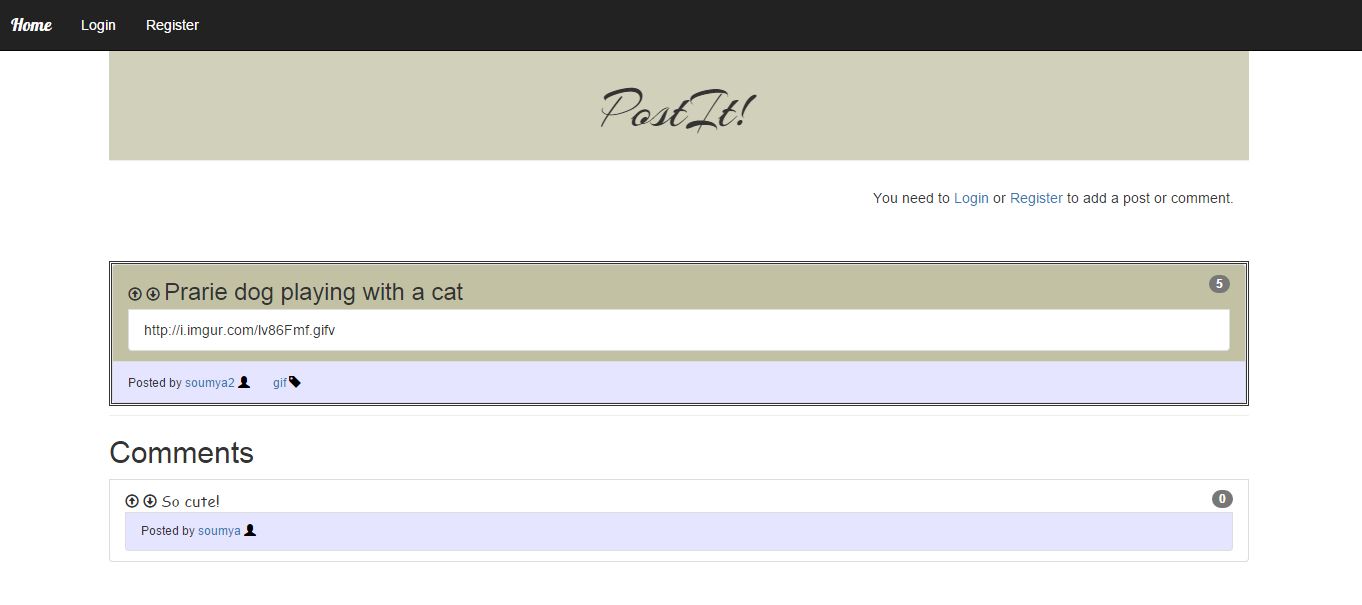 Home Login Register
PostIt!
You need to Login or Register to add a post or comment.
Prarie dog playing with a cat 5
http://i.imgur.com/lv86Fmf.gifv
Posted by soumya2 gif
Comments
So cute! 0
Posted by soumya